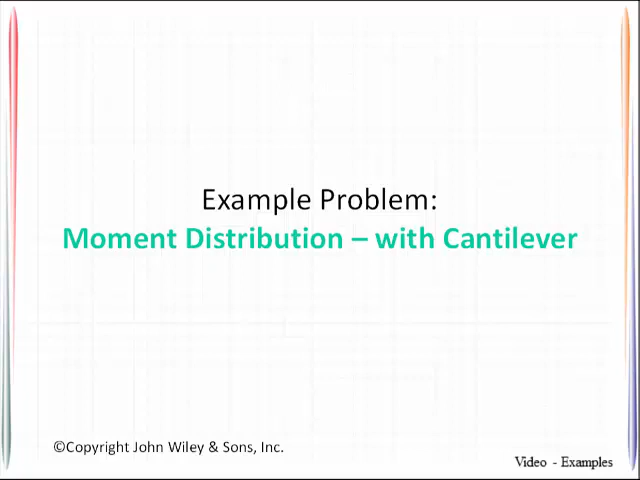 Example Problem:
Moment Distribution – with Cantilever
©Copyright John Wiley & Sons, Inc.
Video - Examples